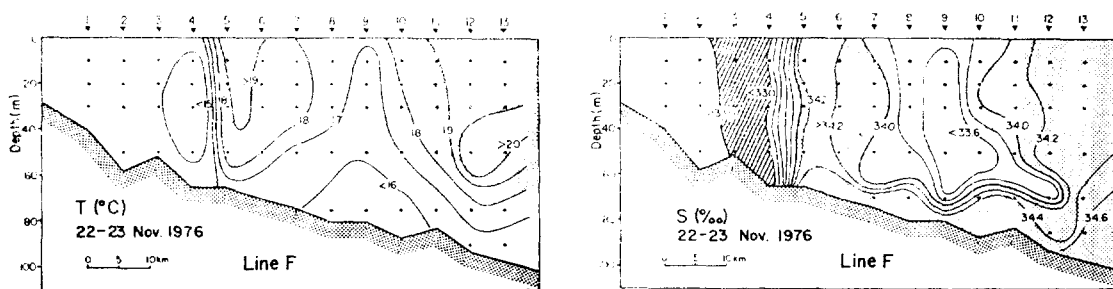 1 2 3 4 5 6 7 8 9 10 11 12 13
0
20
40
60
80
100
Depth (m)
<15
18
>19
18
17
18
19
>20
<16
T (°C)
22-23 Nov. 1976
0 5 10km
Line F
1 2 3 4 5 6 7 8 9 10 11 12 13
Depth(m)
<33.0
34.2
>34.2
34.0
<33.6
34.0
34.2
34.4
34.6
S (‰)
22-23 Nov. 1976
0 5 10km
Line F